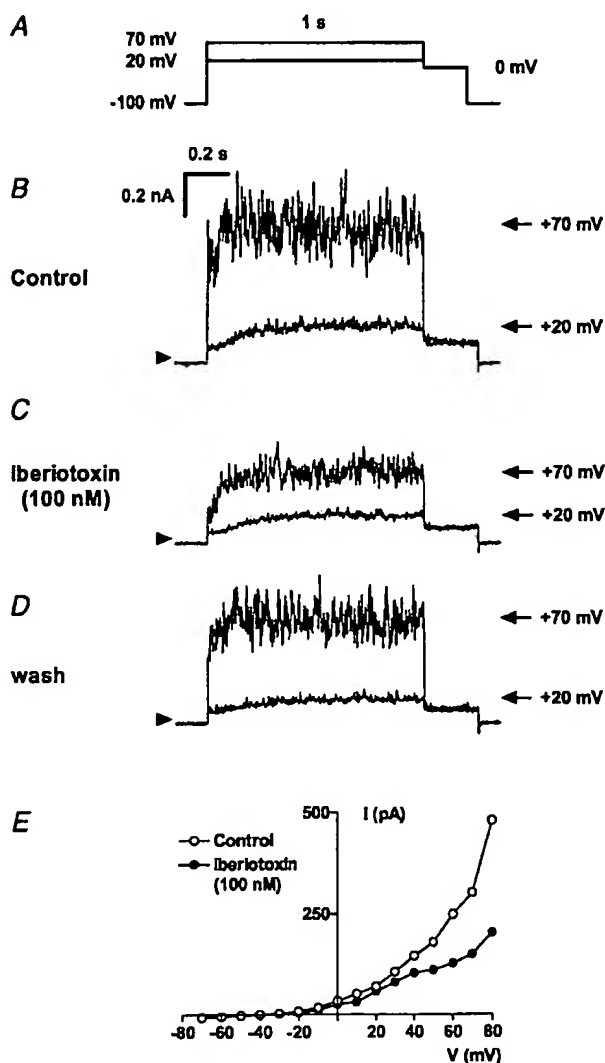 A
70 mV
1 s
20 mV
0 mV
-100 mV
0.2 s
B
0.2 nA
+70 mV
Control
+20 mV
C
Iberiotoxin
(100 nM)
+70 mV
+20 mV
D
+70 mV
wash
+20 mV
E
500
I (pA)
Control
Iberiotoxin
(100 nM)
250
-80 -60 -40 -20 20 40 60 80
V (mV)